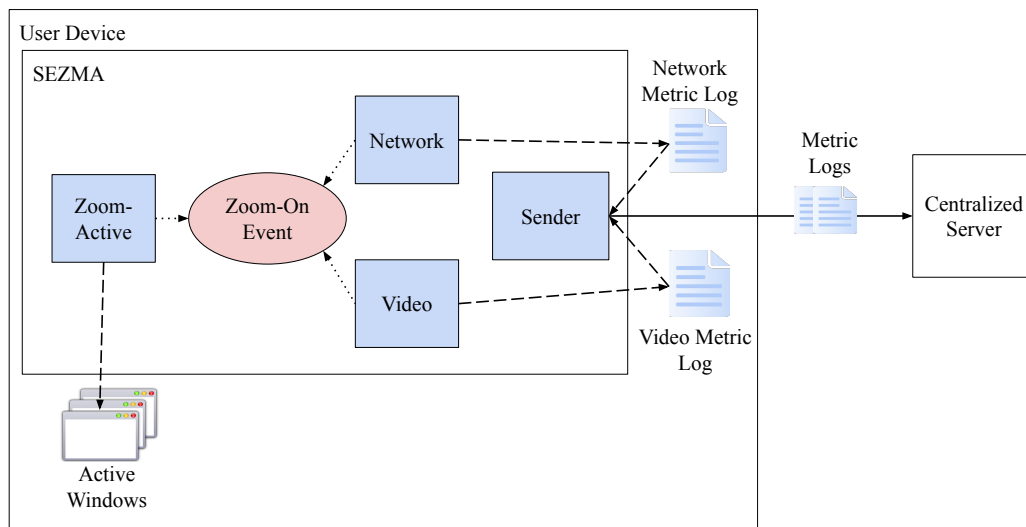 User Device
SEZMA
Network
Metric Log
Metric
Logs
Network
Zoom-
Active
Zoom-On
Event
Sender
Centralized
Server
Video
Video Metric
Log
Active
Windows